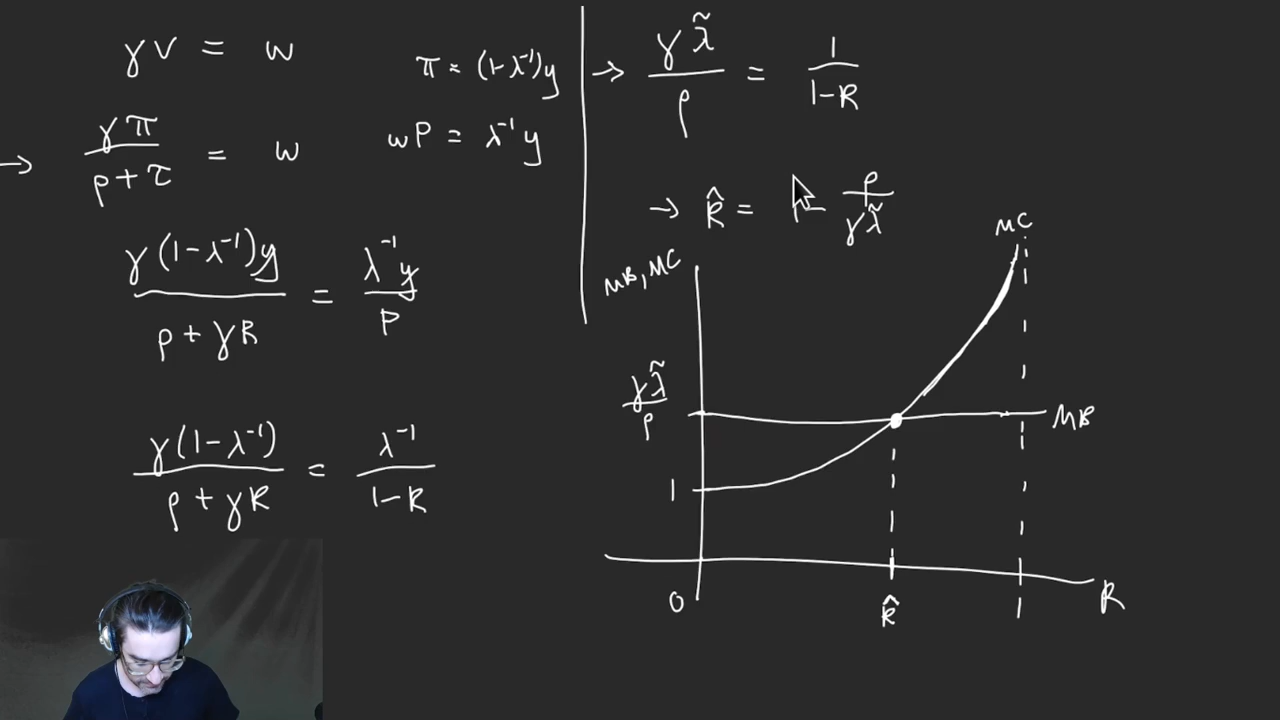 γV = w
π = (1-λ⁻¹)y
→ γπ / (ρ+τ) = w
wP = λ⁻¹y
γ(1-λ⁻¹)y / (ρ+γR) = λ⁻¹y / P
γ(1-λ⁻¹) / (ρ+γR) = λ⁻¹ / (1-R)
→ γλ̃ / ρ = 1 / (1-R)
→ R̂ = ρ / γλ̃
MB, MC
MC
γλ̃ / ρ
MB
1
0
R̂
1
R